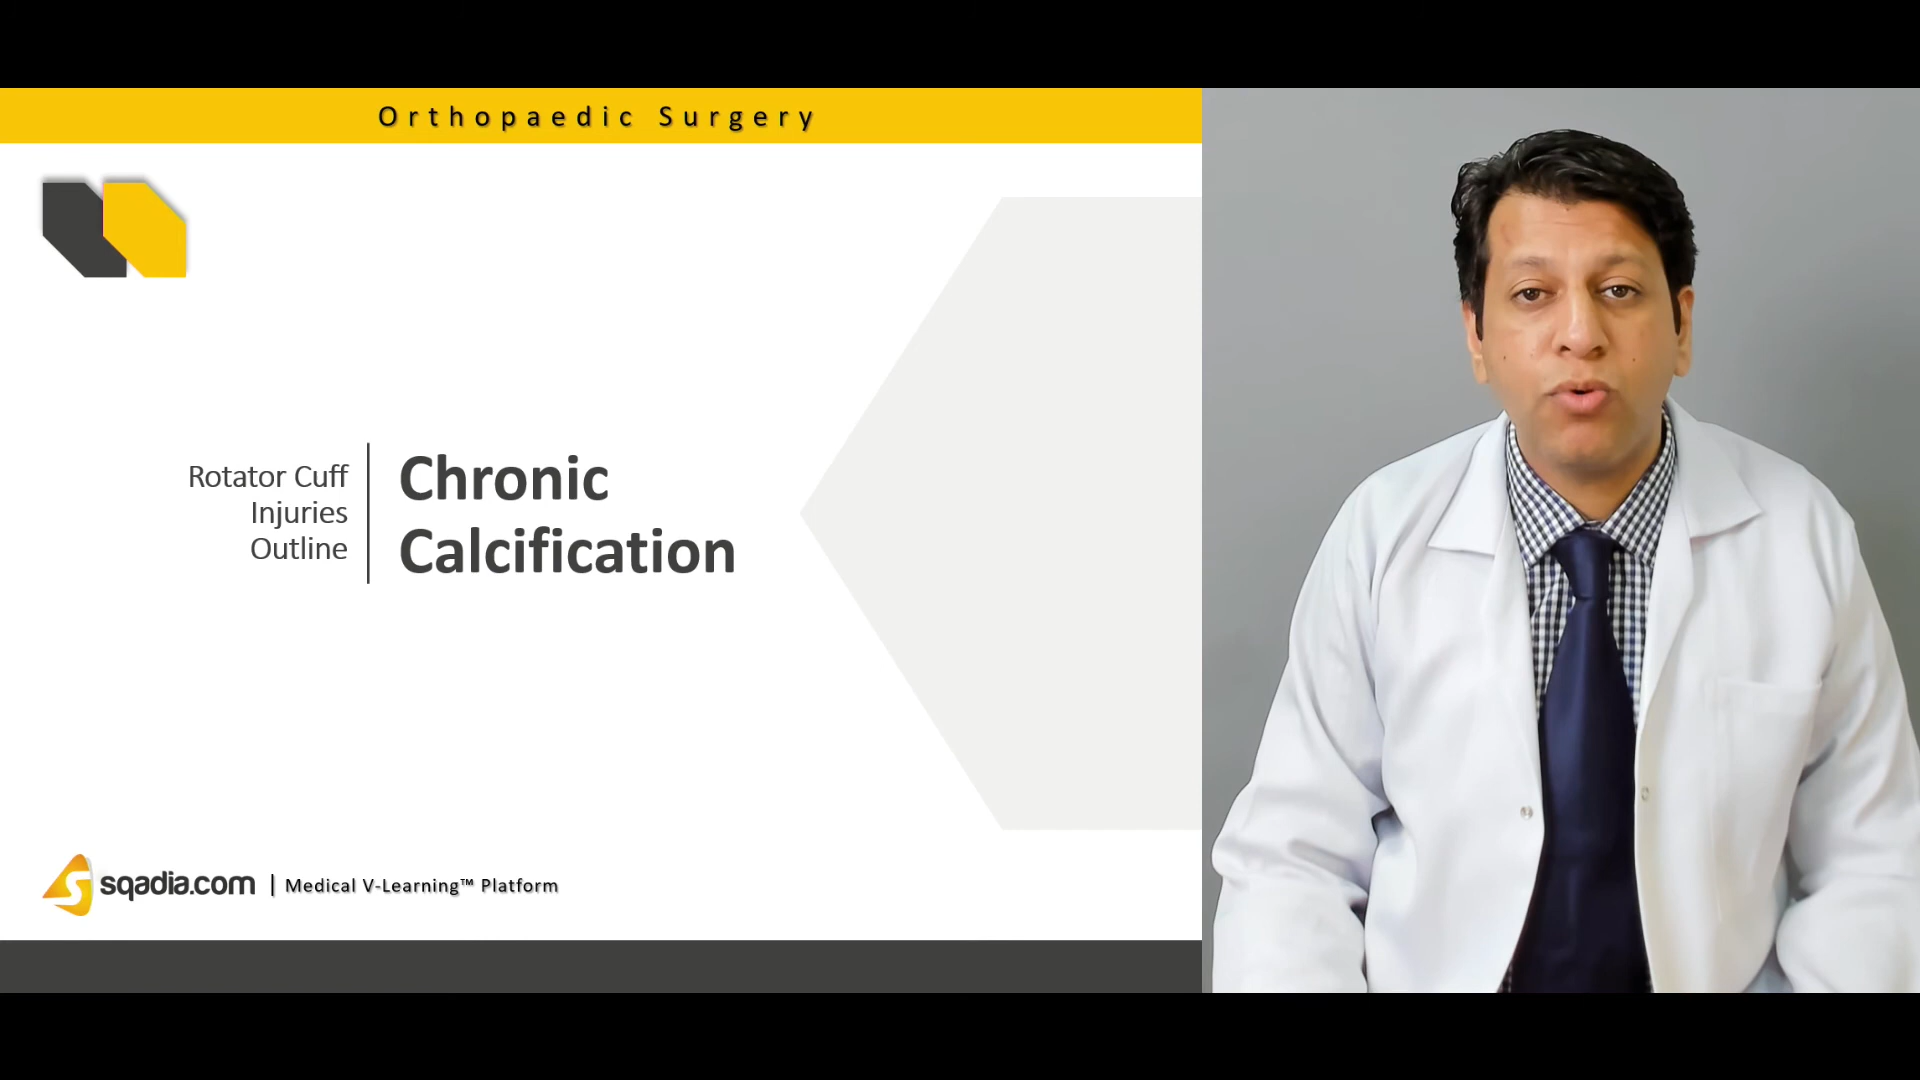 Orthopaedic Surgery
Rotator Cuff
Injuries
Outline
Chronic
Calcification
sqadia.com | Medical V-Learning™ Platform